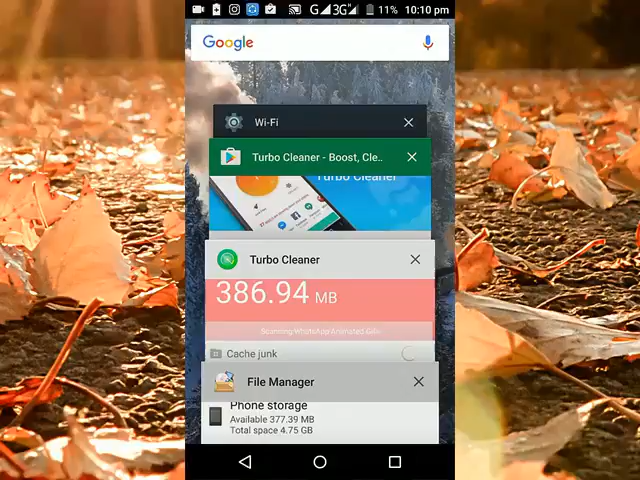 G 3G H 11% 10:10 pm
Google
Wi-Fi
Turbo Cleaner - Boost, Cle..
Turbo Cleaner
Turbo Cleaner
386.94 MB
Scanning:WhatsApp Animated Gifs
Cache junk
File Manager
Phone storage
Available 377.39 MB
Total space 4.75 GB